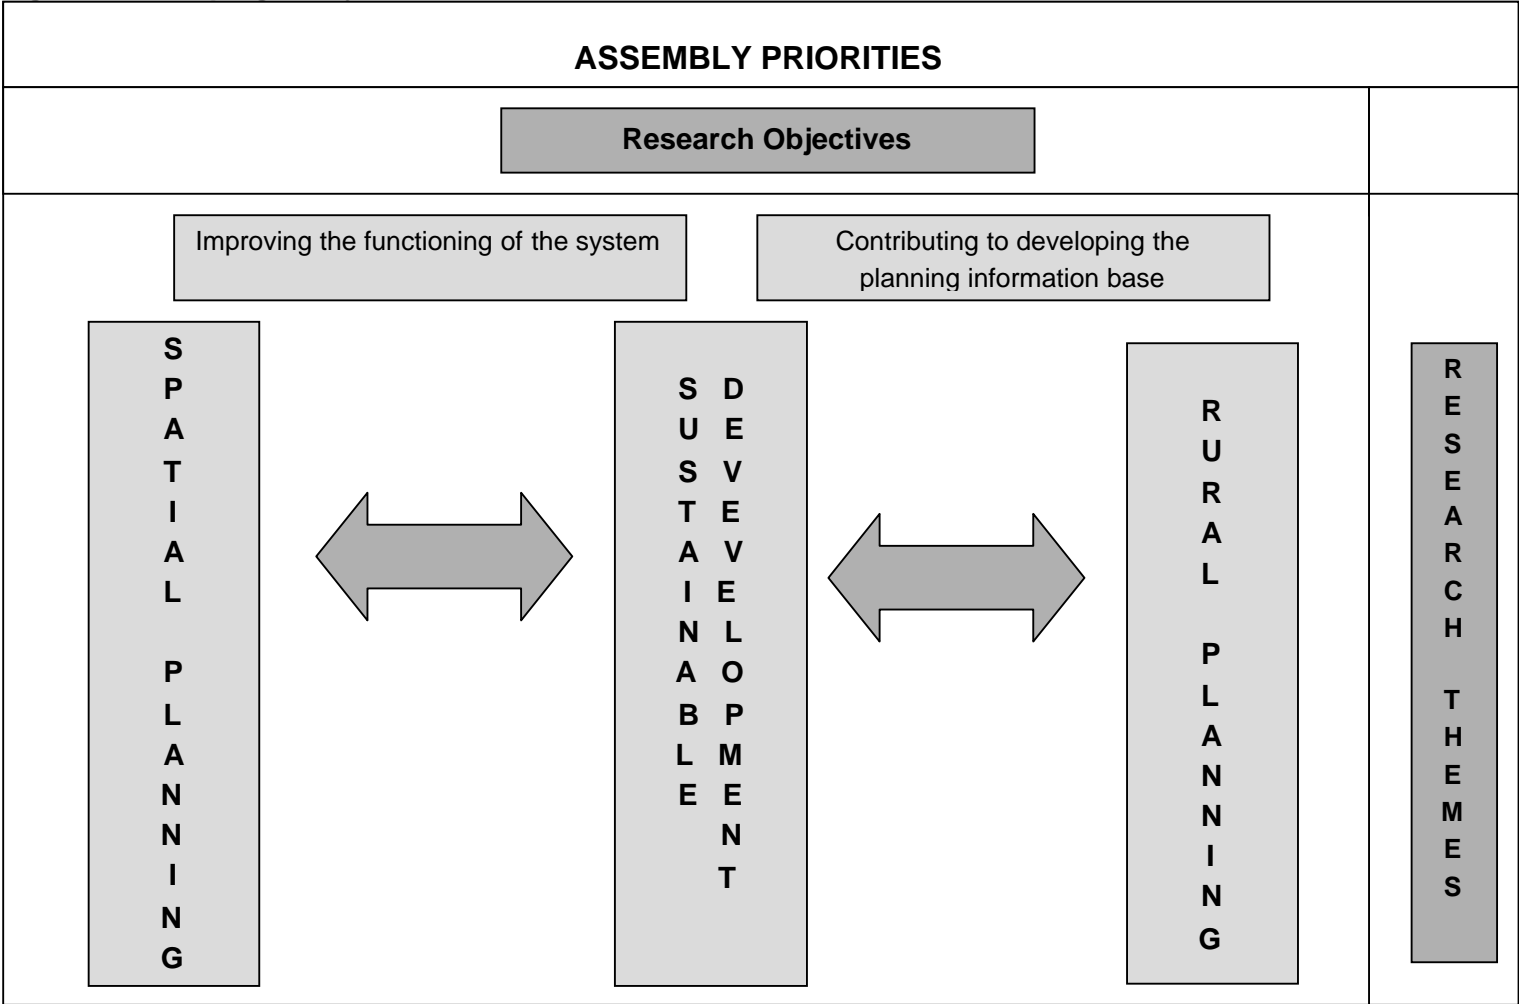 ASSEMBLY PRIORITIES
Research Objectives
Improving the functioning of the system
Contributing to developing the
planning information base
SPATIAL PLANNING
SUSTAINABLE
DEVEVELOPMENT
RURAL PLANNING
RESEARCH THEMES